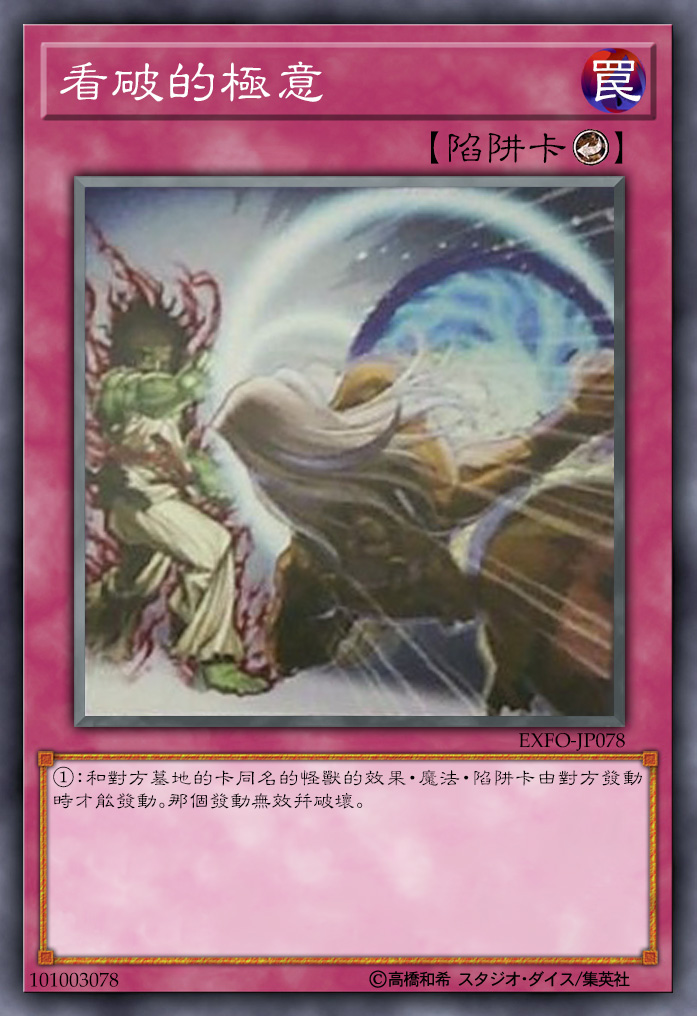 看破的極意
罠
【陷阱卡】
EXFO-JP078
①：和對方墓地的卡同名的怪獸的效果・魔法・陷阱卡由對方發動
時才能發動。那個發動無效并破壞。
101003078
©高橋和希 スタジオ・ダイス/集英社